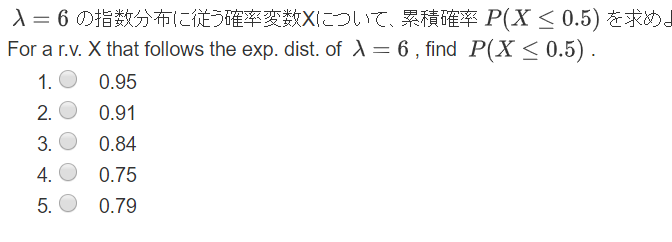 λ = 6 の指数分布に従う確率変数Xについて、累積確率 P(X ≤ 0.5) を求めよ
For a r.v. X that follows the exp. dist. of λ = 6 , find P(X ≤ 0.5) .
1. 0.95
2. 0.91
3. 0.84
4. 0.75
5. 0.79